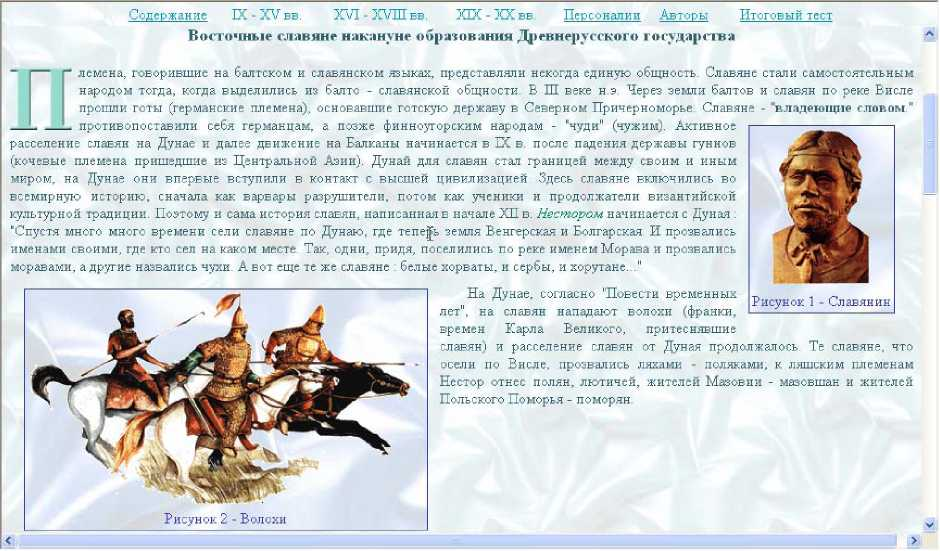 Содержание IX - XV вв. XVI - XVIII вв. XIX - XX вв. Персоналии Авторы Итоговый тест
Восточные славяне накануне образования Древнерусского государства
Племена, говорившие на балтском и славянском языках, представляли некогда единую общность. Славяне стали самостоятельным
народом тогда, когда выделились из балто - славянской общности. В III веке н.э. Через земли балтов и славян по реке Висле
прошли готы (германские племена), основавшие готскую державу в Северном Причерноморье. Славяне - "владеющие словом."
противопоставили себя германцам, а позже финноугорским народам - "чуди" (чужим). Активное
расселение славян на Дунае и далее движение на Балканы начинается в IX в. после падения державы гуннов
(кочевые племена пришедшие из Центральной Азии). Дунай для славян стал границей между своим и иным
миром, на Дунае они впервые вступили в контакт с высшей цивилизацией. Здесь славяне включились во
всемирную историю, сначала как варвары разрушители, потом как ученики и продолжатели византийской
культурной традиции. Поэтому и сама история славян, написанная в начале XII в. Нестором начинается с Дуная :
"Спустя много много времени сели славяне по Дунаю, где теперь земля Венгерская и Болгарская. И прозвались
именами своими, где кто сел на каком месте. Так, одни, придя, поселились по реке именем Морава и прозвались
моравами, а другие назвались чухи. А вот еще те же славяне : белые хорваты, и сербы, и хорутане..."
Рисунок 1 - Славянин
На Дунае, согласно "Повести временных
лет", на славян нападают волохи (франки,
времен Карла Великого, притеснявшие
славян) и расселение славян от Дуная продолжалось. Те славяне, что
осели по Висле, прозвались ляхами - поляками; к ляшским племенам
Нестор отнес полян, лютичей, жителей Мазовии - мазовшан и жителей
Польского Поморья - поморян.
Рисунок 2 - Волохи